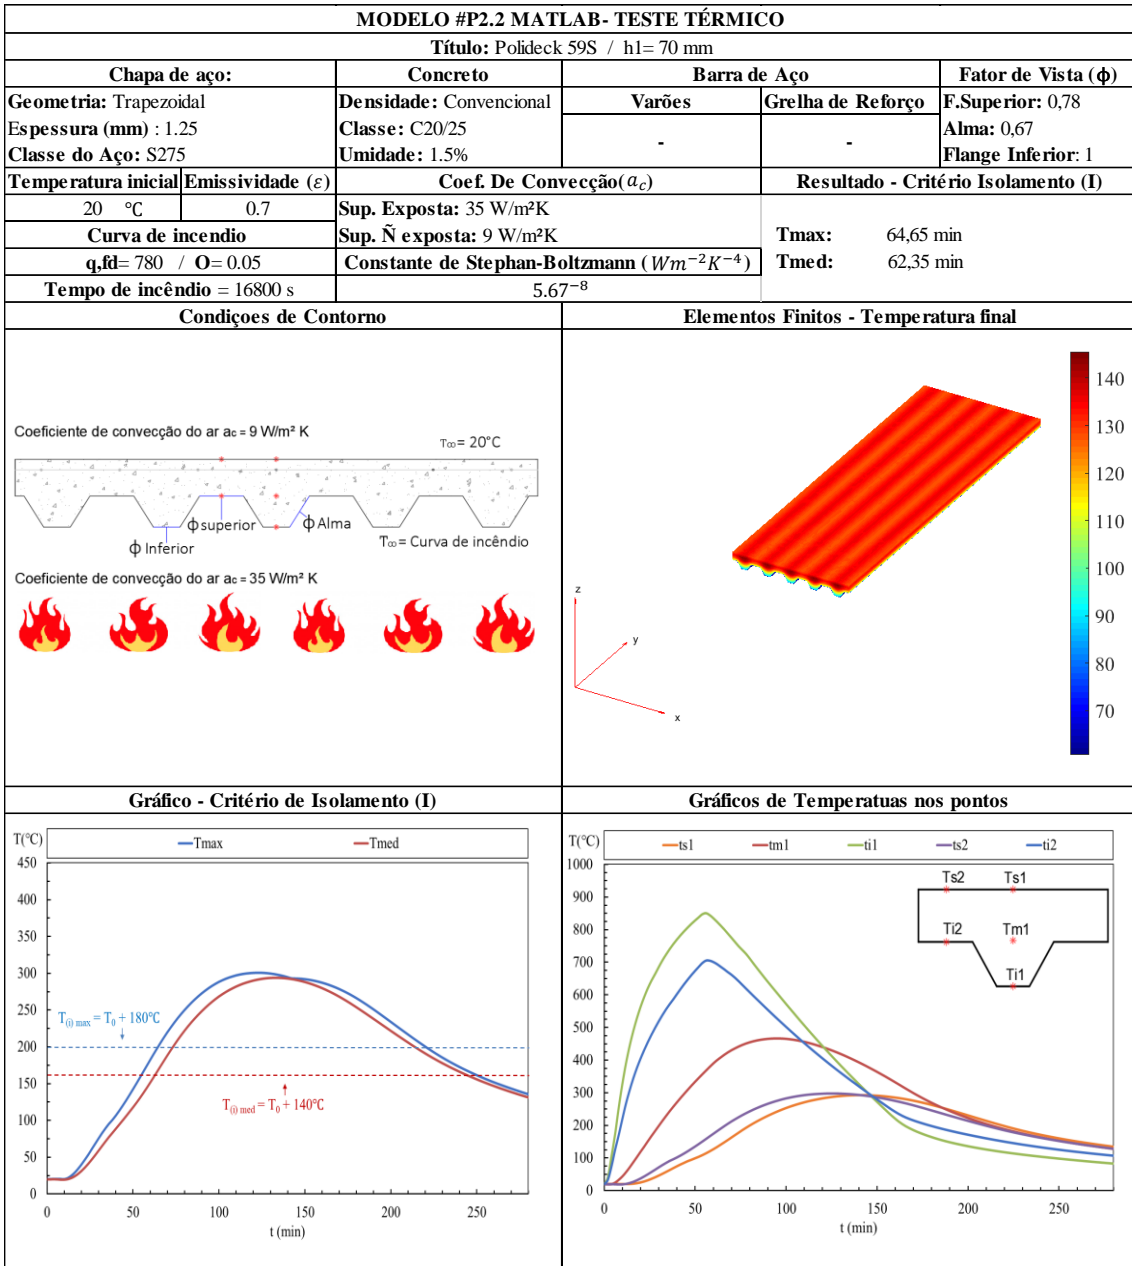 MODELO #P2.2 MATLAB- TESTE TÉRMICO
Título: Polideck 59S / h1= 70 mm
Chapa de aço:
Concreto
Barra de Aço
Fator de Vista (ϕ)
Geometria: Trapezoidal
Espessura (mm) : 1.25
Classe do Aço: S275
Densidade: Convencional
Classe: C20/25
Umidade: 1.5%
Varões
Grelha de Reforço
-
-
F.Superior: 0,78
Alma: 0,67
Flange Inferior: 1
Temperatura inicial
Emissividade (ε)
Coef. De Convecção(a_c)
Resultado - Critério Isolamento (I)
20 °C
0.7
Sup. Exposta: 35 W/m²K
Sup. Ñ exposta: 9 W/m²K
Curva de incendio
q,fd= 780 / O= 0.05
Constante de Stephan-Boltzmann (Wm⁻²K⁻⁴)
Tempo de incêndio = 16800 s
5.67⁻⁸
Tmax: 64,65 min
Tmed: 62,35 min
Condiçoes de Contorno
Elementos Finitos - Temperatura final
Coeficiente de convecção do ar ac = 9 W/m² K
T∞= 20°C
ϕ superior
ϕ Alma
ϕ Inferior
T∞= Curva de incêndio
Coeficiente de convecção do ar ac = 35 W/m² K
z
y
x
140
130
120
110
100
90
80
70
Gráfico - Critério de Isolamento (I)
Gráficos de Temperatuas nos pontos
T(°C)
Tmax
Tmed
450
400
350
300
250
200
150
100
50
0
T(i) max = T0 + 180°C
T(i) med = T0 + 140°C
0 50 100 150 200 250
t (min)
T(°C)
ts1
tm1
ti1
ts2
ti2
1000
900
800
700
600
500
400
300
200
100
0
Ts2
Ts1
Ti2
Tm1
Ti1
0 50 100 150 200 250
t (min)